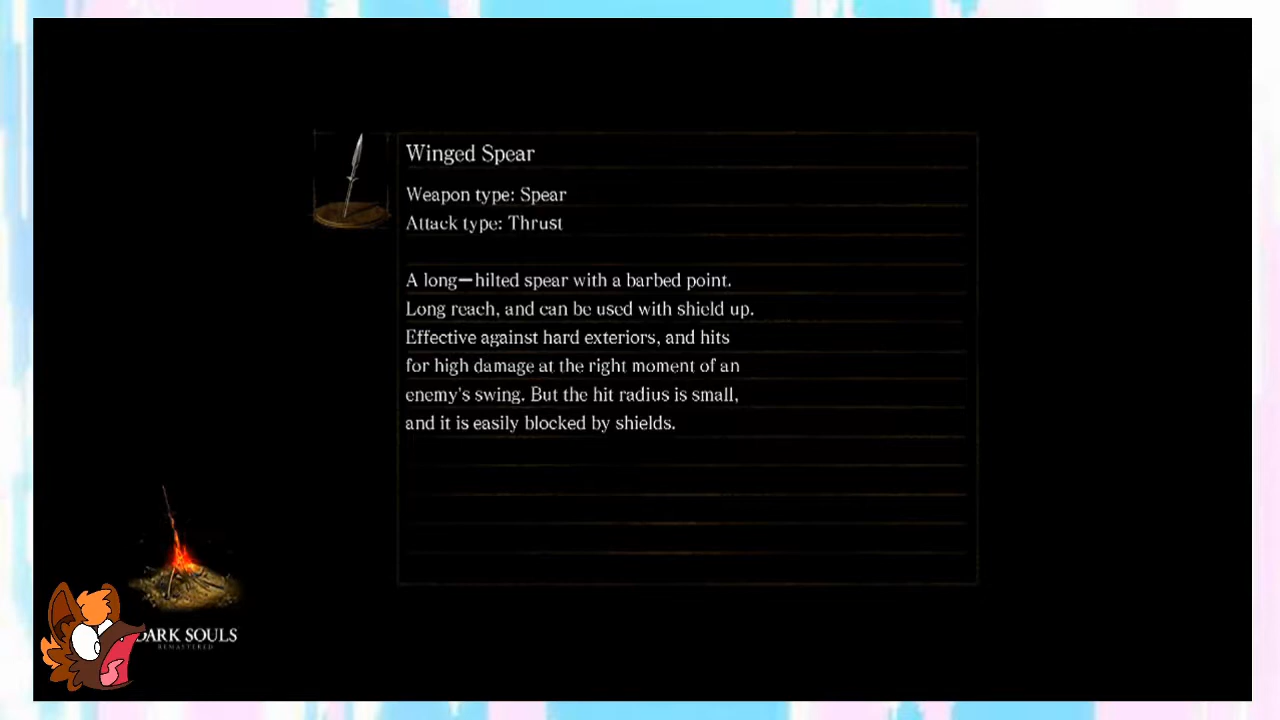 Winged Spear
Weapon type: Spear
Attack type: Thrust
A long—hilted spear with a barbed point.
Long reach, and can be used with shield up.
Effective against hard exteriors, and hits
for high damage at the right moment of an
enemy's swing. But the hit radius is small,
and it is easily blocked by shields.
DARK SOULS
REMASTERED